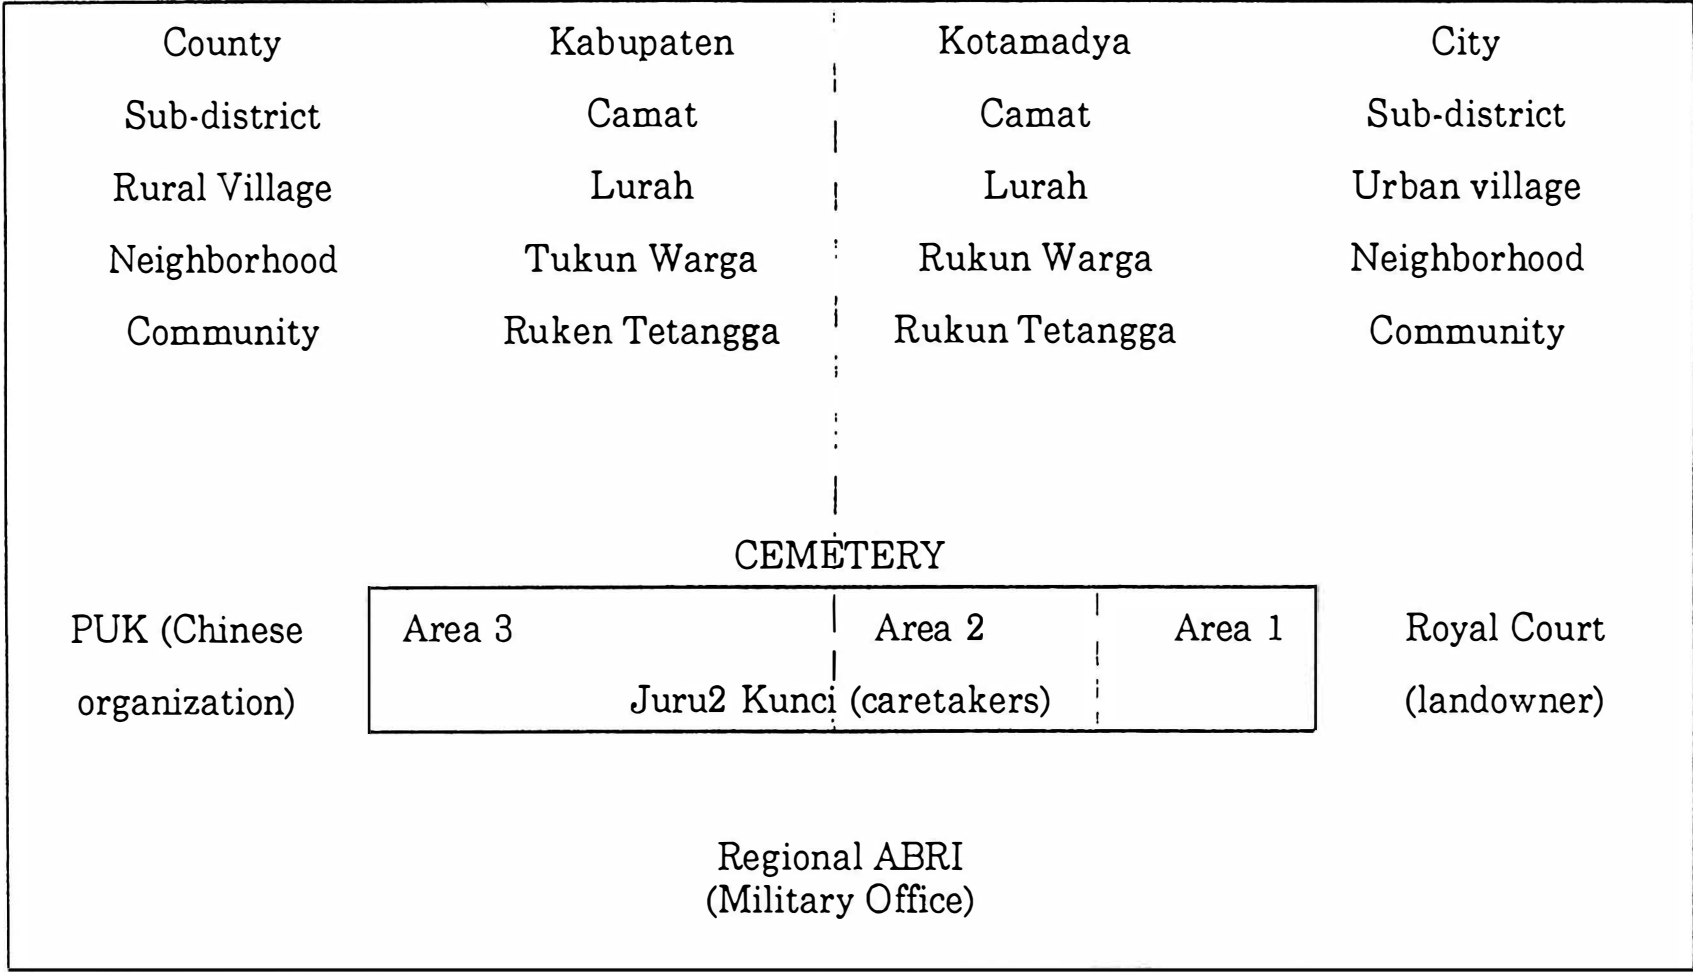 County Kabupaten Kotamadya City
Sub-district Camat Camat Sub-district
Rural Village Lurah Lurah Urban village
Neighborhood Tukun Warga Rukun Warga Neighborhood
Community Ruken Tetangga Rukun Tetangga Community
CEMETERY
PUK (Chinese Area 3 Area 2 Area 1 Royal Court
organization) Juru2 Kunci (caretakers) (landowner)
Regional ABRI
(Military Office)